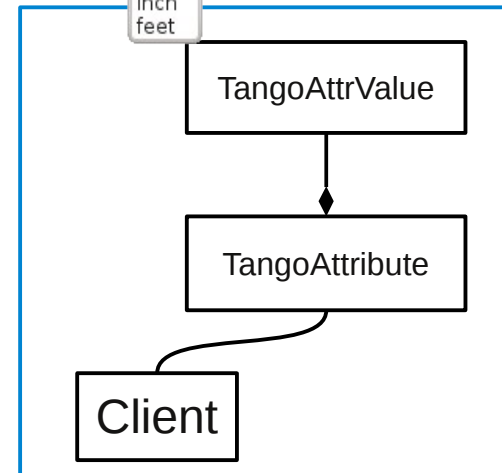 inch
feet
TangoAttrValue
TangoAttribute
Client